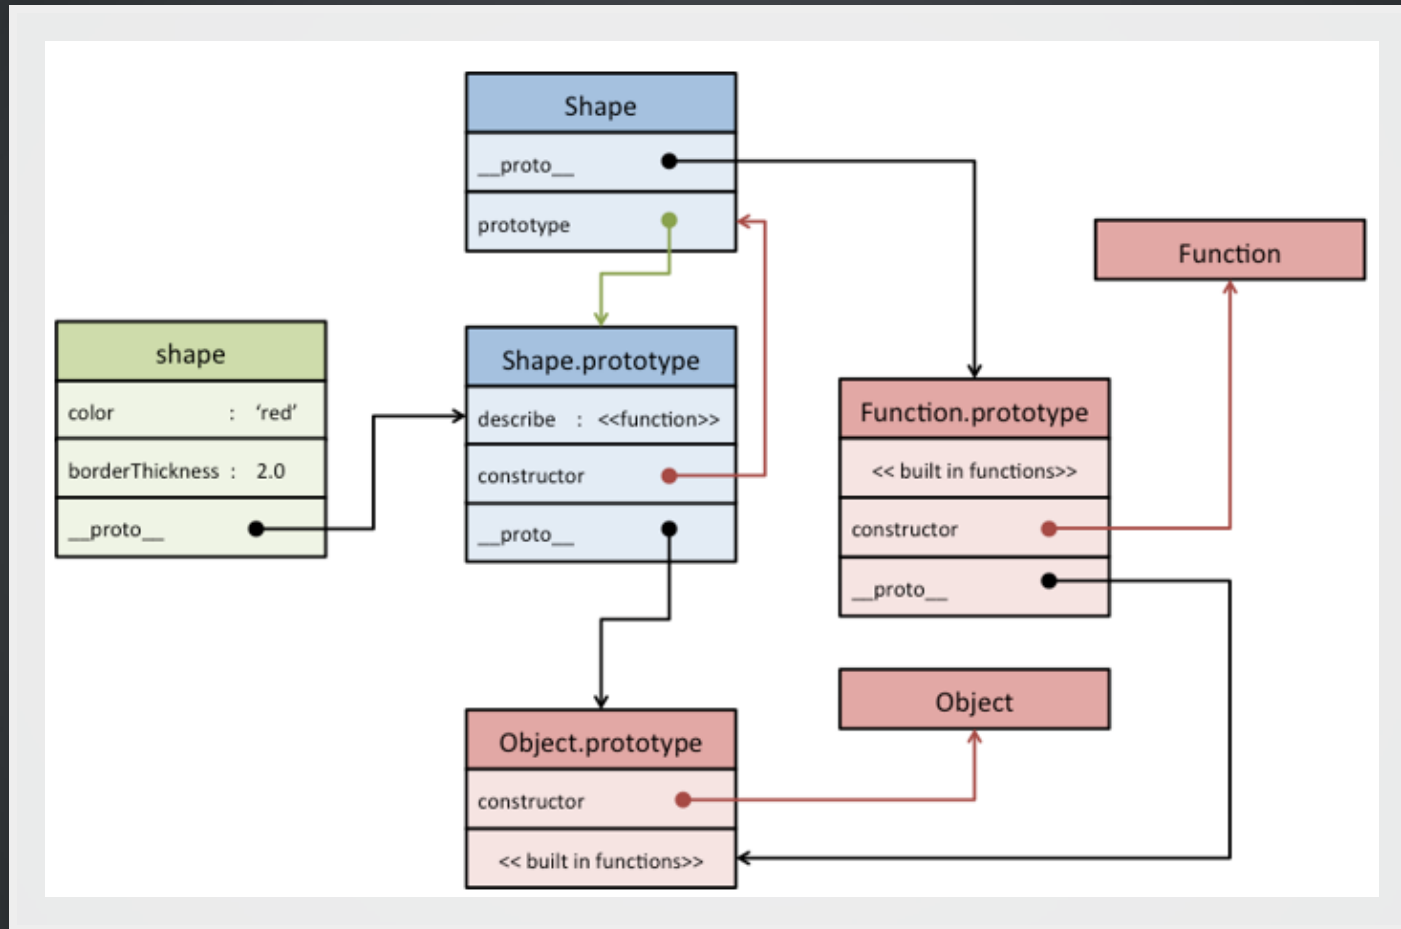 Shape
__proto__
prototype
Function
shape
color : ‘red’
borderThickness : 2.0
__proto__
Shape.prototype
describe : <<function>>
constructor
__proto__
Function.prototype
<< built in functions>>
constructor
__proto__
Object
Object.prototype
constructor
<< built in functions>>